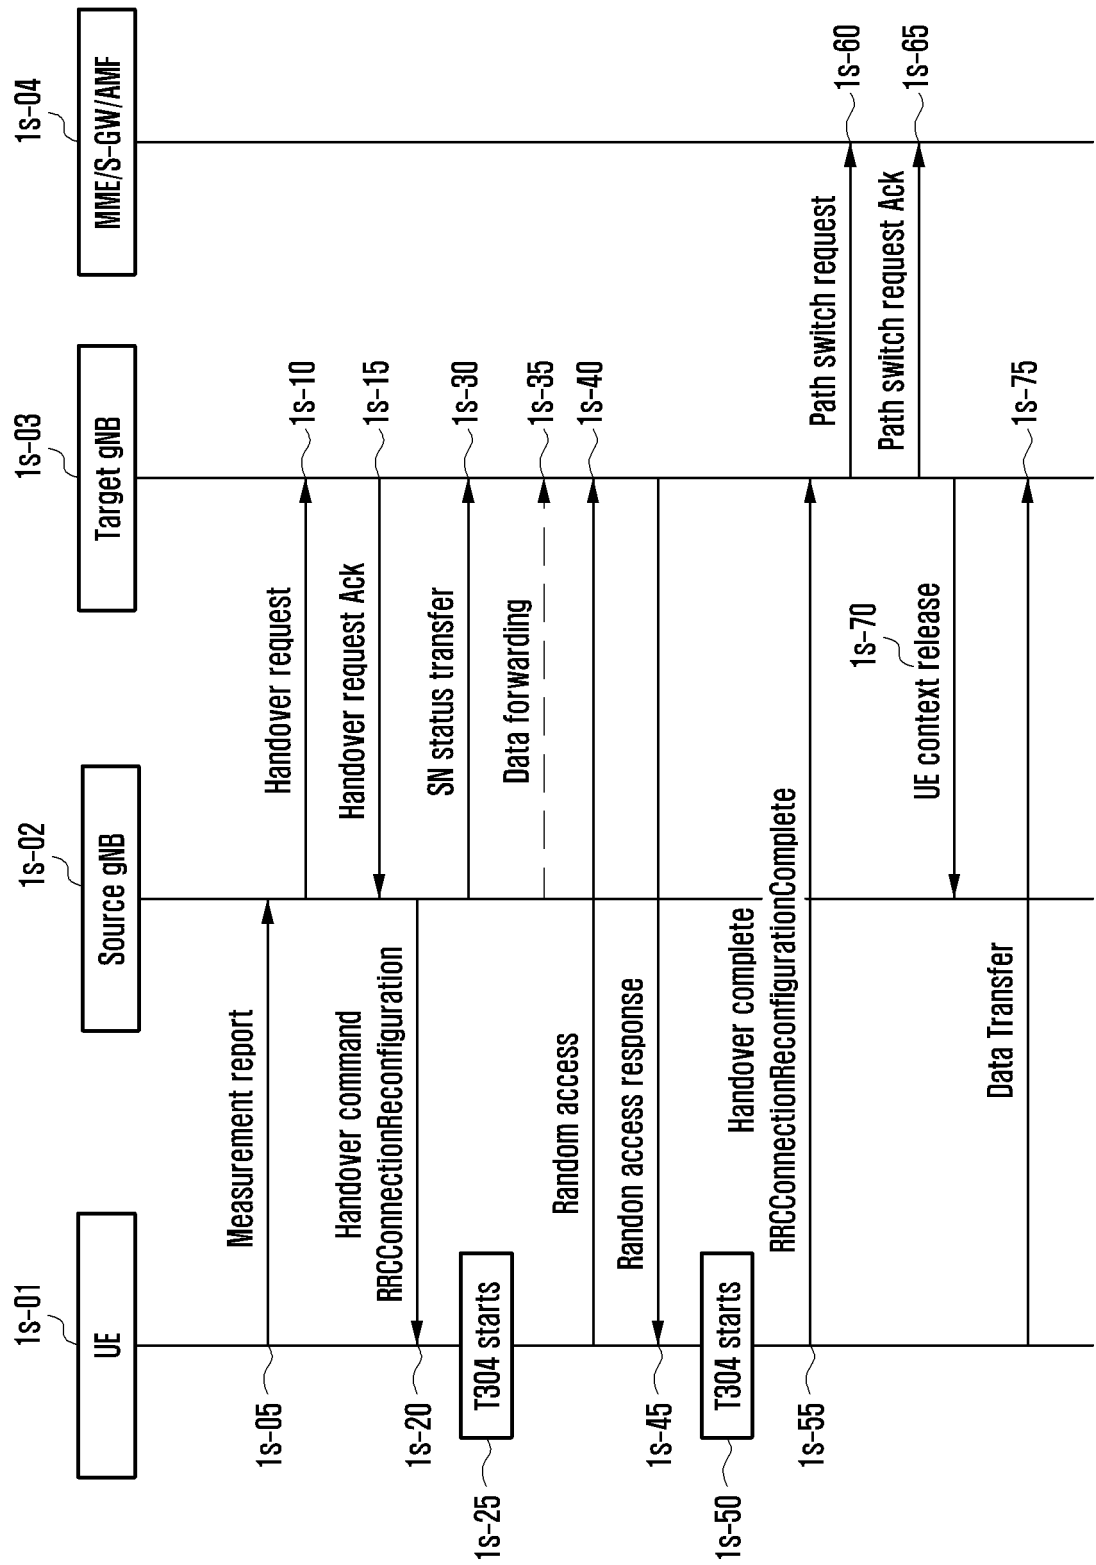 1s-01
1s-02
1s-03
1s-04
UE
Source gNB
Target gNB
MME/S-GW/AMF
1s-05
Measurement report
Handover request
1s-10
Handover request Ack
1s-15
Handover command
RRCConnectionReconfiguration
1s-20
T304 starts
1s-25
SN status transfer
1s-30
Data forwarding
1s-35
Random access
1s-40
Randon access response
1s-45
T304 starts
1s-50
Handover complete
RRCConnectionReconfigurationComplete
1s-55
Path switch request
1s-60
Path switch request Ack
1s-65
1s-70
UE context release
Data Transfer
1s-75